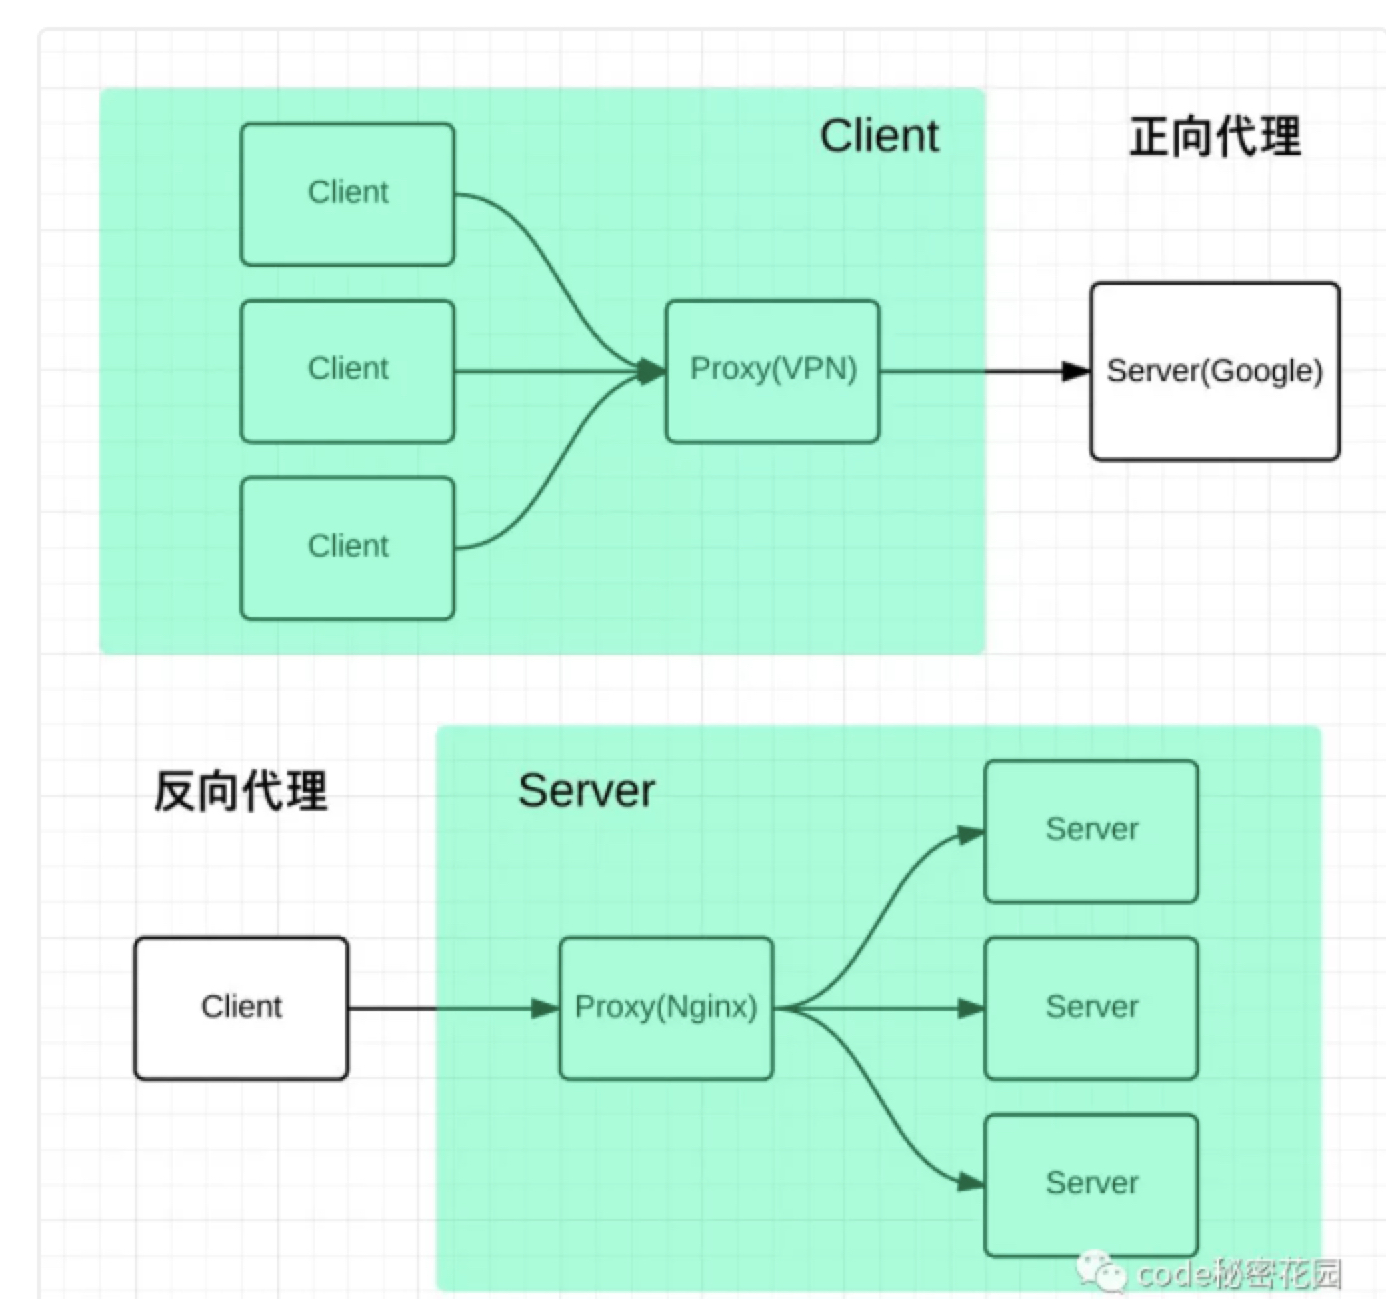 Client
正向代理
Client
Client
Proxy(VPN)
Server(Google)
Client
反向代理
Server
Server
Client
Proxy(Nginx)
Server
Server
code秘密花园